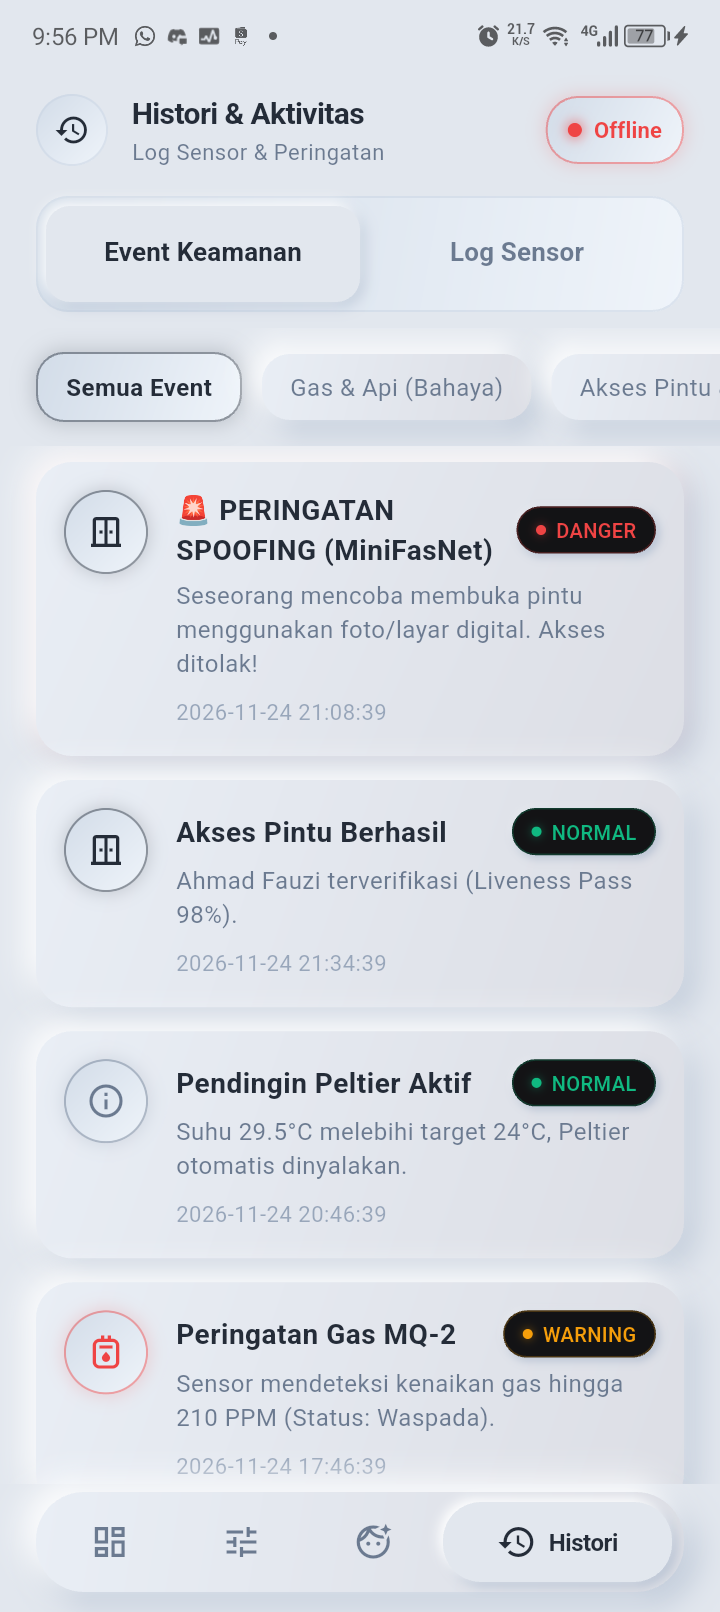 9:56 PM
21.7
K/S
4G
77
Histori & Aktivitas
Log Sensor & Peringatan
Offline
Event Keamanan
Log Sensor
Semua Event
Gas & Api (Bahaya)
Akses Pintu
🚨 PERINGATAN
SPOOFING (MiniFasNet)
DANGER
Seseorang mencoba membuka pintu
menggunakan foto/layar digital. Akses
ditolak!
2026-11-24 21:08:39
Akses Pintu Berhasil
NORMAL
Ahmad Fauzi terverifikasi (Liveness Pass
98%).
2026-11-24 21:34:39
Pendingin Peltier Aktif
NORMAL
Suhu 29.5°C melebihi target 24°C, Peltier
otomatis dinyalakan.
2026-11-24 20:46:39
Peringatan Gas MQ-2
WARNING
Sensor mendeteksi kenaikan gas hingga
210 PPM (Status: Waspada).
2026-11-24 17:46:39
Histori